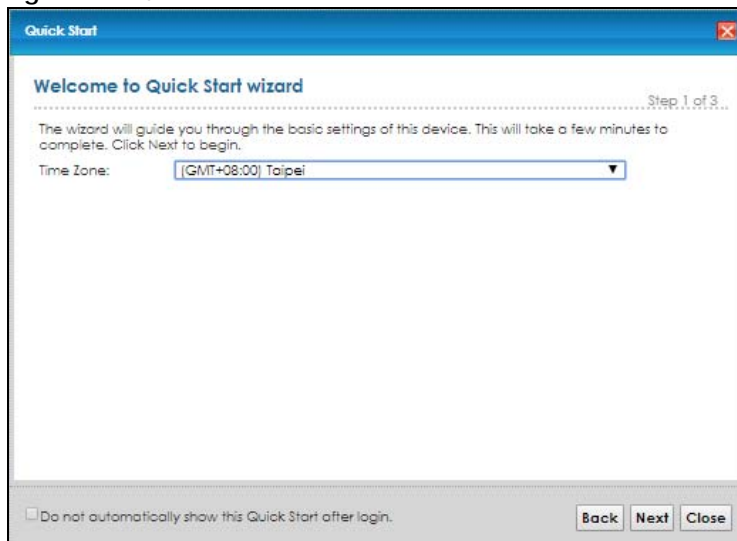 Quick Start
Welcome to Quick Start wizard
Step 1 of 3
The wizard will guide you through the basic settings of this device. This will take a few minutes to
complete. Click Next to begin.
Time Zone: (GMT+08:00) Taipei
Do not automatically show this Quick Start after login.
Back Next Close